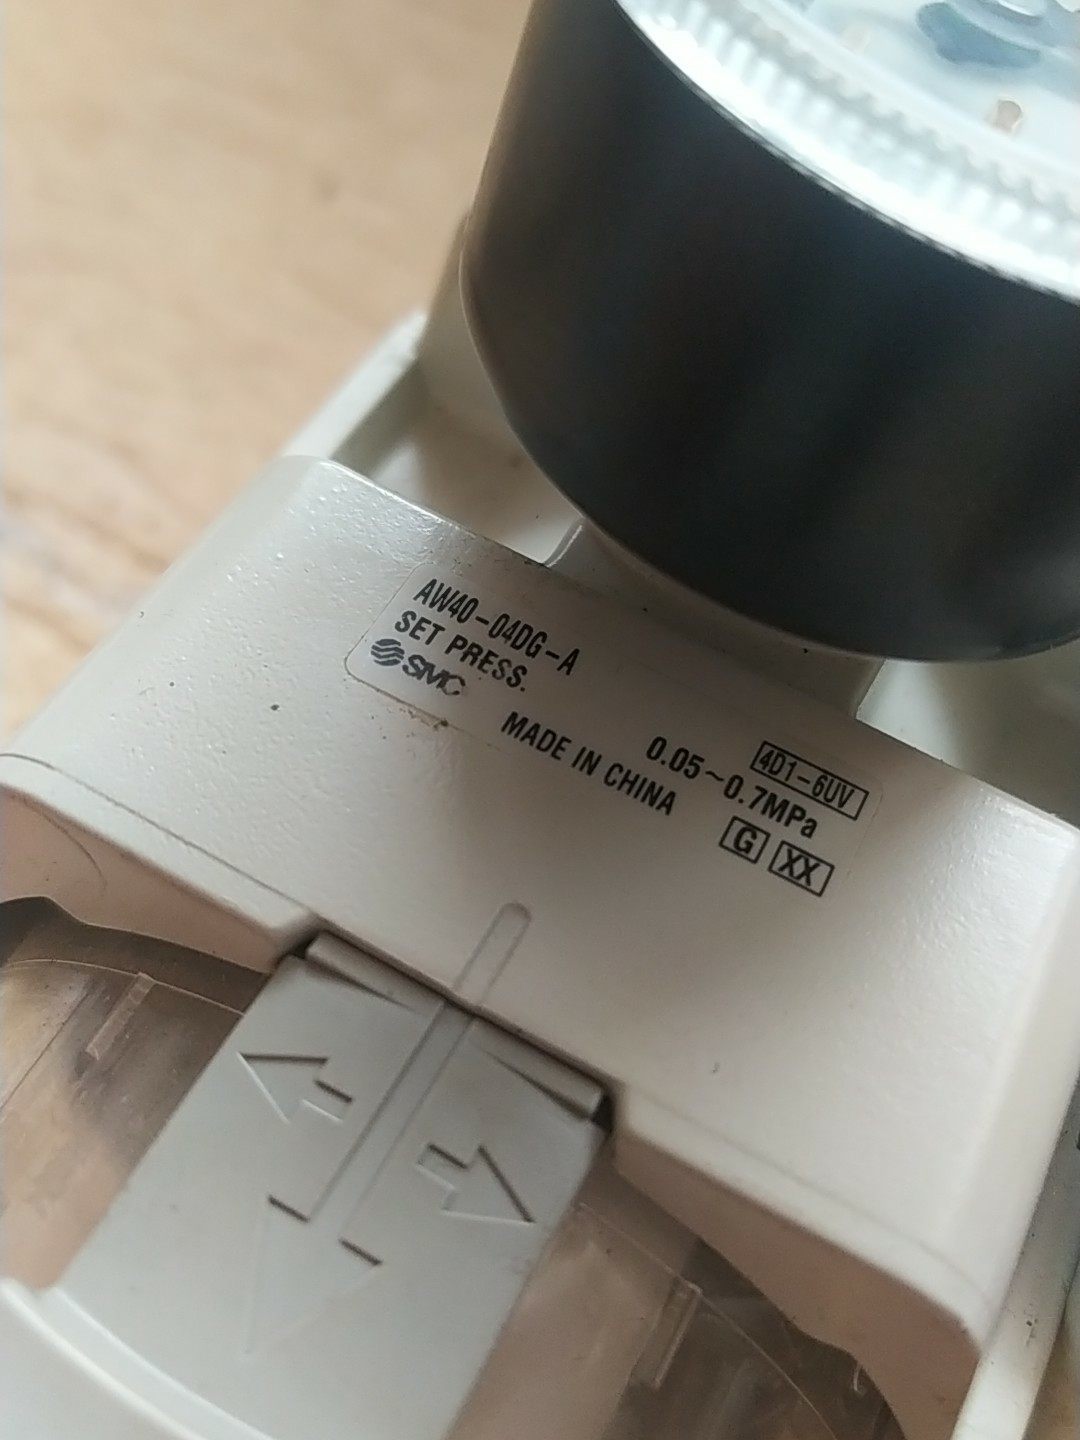 AW40-04DG-A
SET PRESS.
SMC
MADE IN CHINA
4D1-6UV
0.05~0.7MPa
G XX